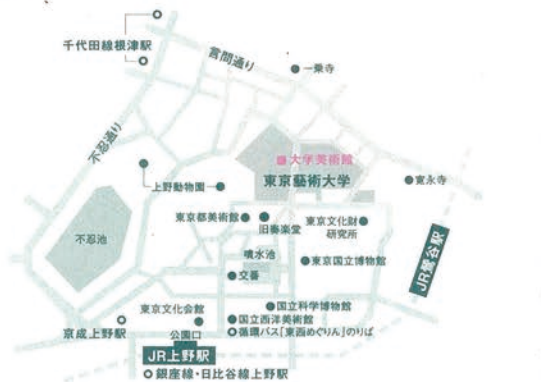 千代田線根津駅
言問通り
一乗寺
不忍通り
大学美術館
東京藝術大学
上野動物園
寛永寺
東京都美術館
旧奏楽堂
東京文化財
研究所
不忍池
噴水池
東京国立博物館
交番
JR鶯谷駅
国立科学博物館
東京文化会館
国立西洋美術館
京成上野駅
公園口
循環バス「東西めぐりん」のりば
JR上野駅
銀座線・日比谷線上野駅